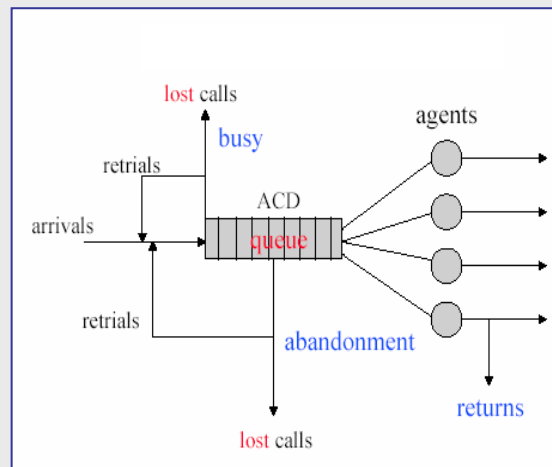 lost calls
agents
busy
retrials
ACD
arrivals
queue
retrials
abandonment
returns
lost calls